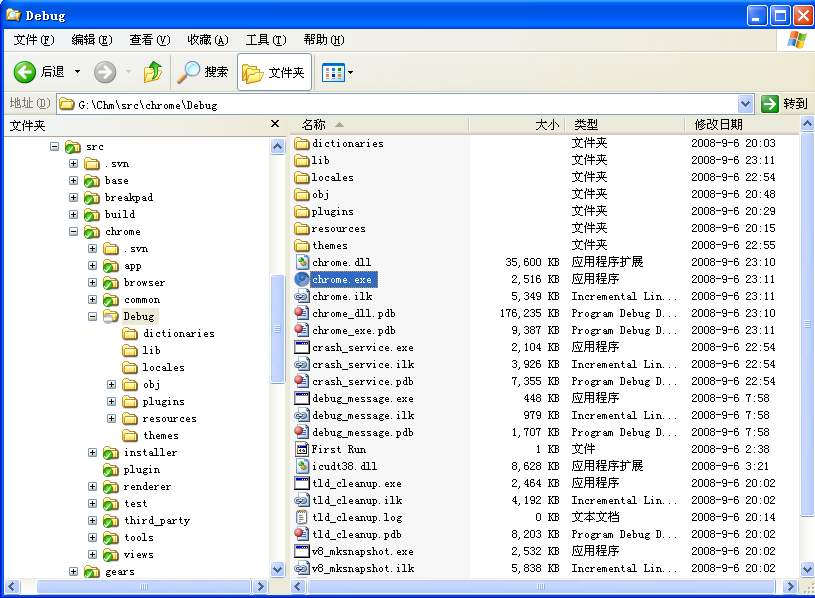 Debug
文件(F) 编辑(E) 查看(V) 收藏(A) 工具(T) 帮助(H)
后退 搜索 文件夹
地址(D) G:\Chm\src\chrome\Debug 转到
文件夹
src
.svn
base
breakpad
build
chrome
.svn
app
browser
common
Debug
dictionaries
lib
locales
obj
plugins
resources
themes
installer
plugin
renderer
test
third_party
tools
views
gears
名称 大小 类型 修改日期
dictionaries 文件夹 2008-9-6 20:03
lib 文件夹 2008-9-6 23:11
locales 文件夹 2008-9-6 22:54
obj 文件夹 2008-9-6 20:48
plugins 文件夹 2008-9-6 20:29
resources 文件夹 2008-9-6 20:15
themes 文件夹 2008-9-6 22:55
chrome.dll 35,600 KB 应用程序扩展 2008-9-6 23:10
chrome.exe 2,516 KB 应用程序 2008-9-6 23:11
chrome.ilk 5,349 KB Incremental Lin... 2008-9-6 23:11
chrome_dll.pdb 176,235 KB Program Debug D... 2008-9-6 23:10
chrome_exe.pdb 9,387 KB Program Debug D... 2008-9-6 23:11
crash_service.exe 2,104 KB 应用程序 2008-9-6 22:54
crash_service.ilk 3,926 KB Incremental Lin... 2008-9-6 22:54
crash_service.pdb 7,355 KB Program Debug D... 2008-9-6 22:54
debug_message.exe 448 KB 应用程序 2008-9-6 7:58
debug_message.ilk 979 KB Incremental Lin... 2008-9-6 7:58
debug_message.pdb 1,707 KB Program Debug D... 2008-9-6 7:58
First Run 1 KB 文件 2008-9-6 2:38
icudt38.dll 8,628 KB 应用程序扩展 2008-9-6 3:21
tld_cleanup.exe 2,464 KB 应用程序 2008-9-6 20:02
tld_cleanup.ilk 4,192 KB Incremental Lin... 2008-9-6 20:02
tld_cleanup.log 0 KB 文本文档 2008-9-6 20:14
tld_cleanup.pdb 8,203 KB Program Debug D... 2008-9-6 20:02
v8_mksnapshot.exe 2,532 KB 应用程序 2008-9-6 20:02
v8_mksnapshot.ilk 5,838 KB Incremental Lin... 2008-9-6 20:02